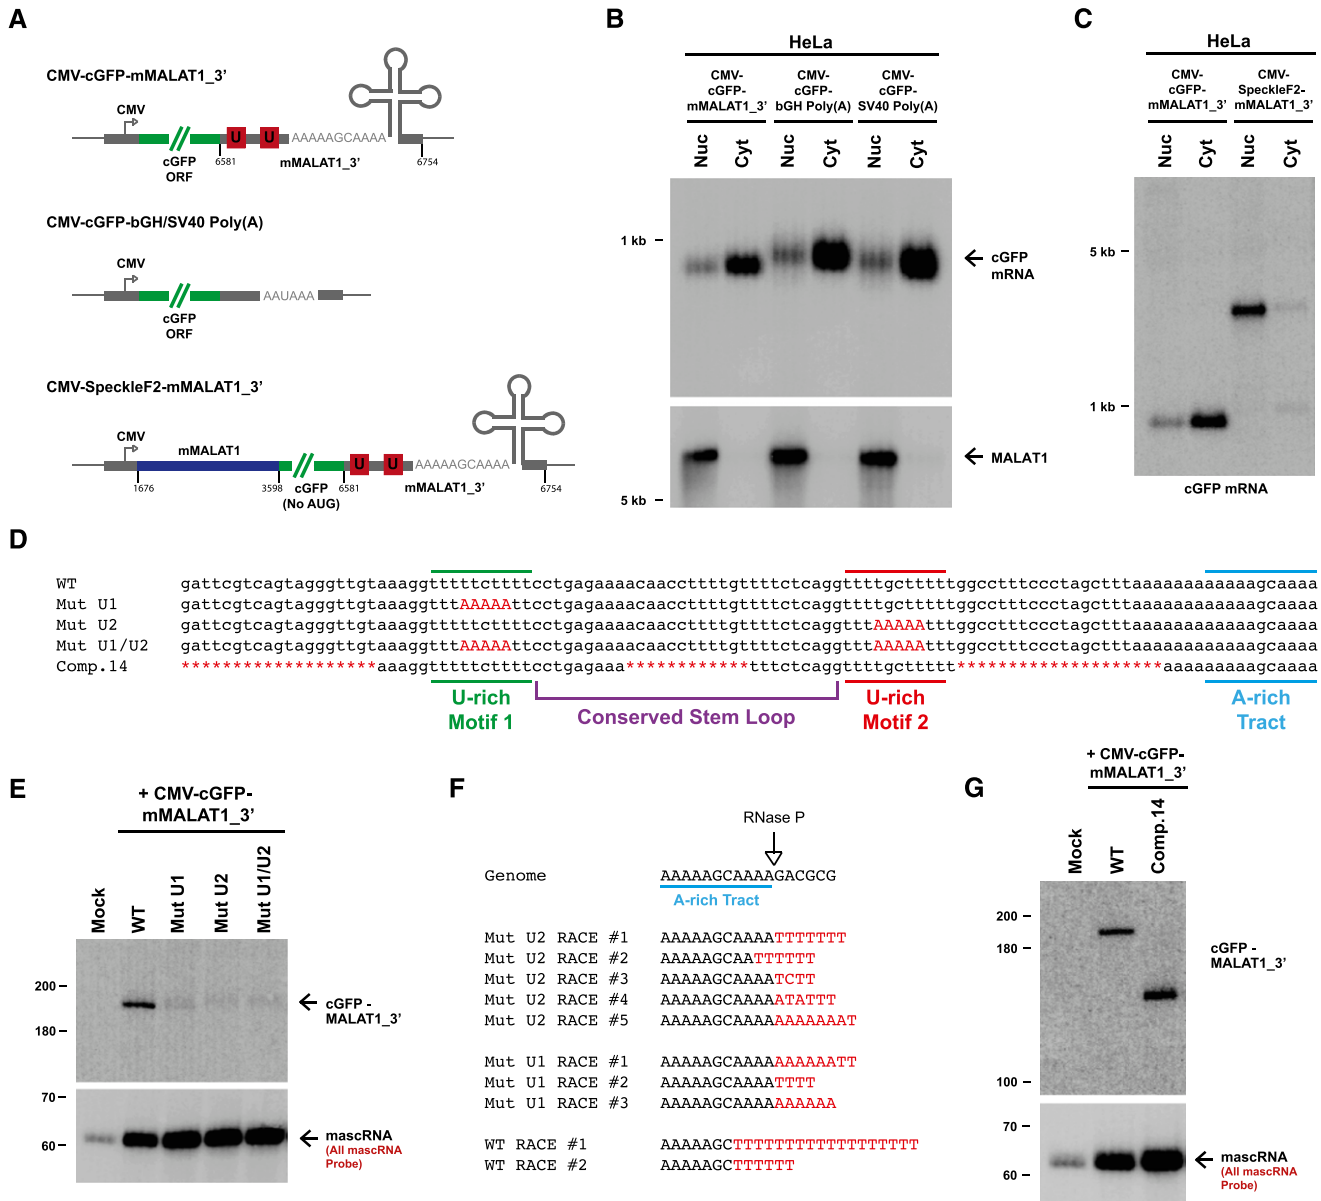 A
CMV-cGFP-mMALAT1_3’
CMV
U
U
AAAAAGCAAAA
cGFP
ORF
6581
mMALAT1_3’
6754
CMV-cGFP-bGH/SV40 Poly(A)
CMV
AAUAAA
cGFP
ORF
CMV-SpeckleF2-mMALAT1_3’
CMV
mMALAT1
U
U
AAAAAGCAAAA
1676
3598
cGFP
(No AUG)
6581
mMALAT1_3’
6754
B
HeLa
CMV-
cGFP-
mMALAT1_3’
CMV-
cGFP-
bGH Poly(A)
CMV-
cGFP-
SV40 Poly(A)
Nuc
Cyt
Nuc
Cyt
Nuc
Cyt
1 kb
cGFP
mRNA
MALAT1
5 kb
C
HeLa
CMV-
cGFP-
mMALAT1_3’
CMV-
SpeckleF2-
mMALAT1_3’
Nuc
Cyt
Nuc
Cyt
5 kb
1 kb
cGFP mRNA
D
WT gattcgtcagtagggttgtaaaggtttttcttttcctgagaaaacaaccttttgttttctcaggttttgctttttggcctttccctagctttaaaaaaaaaaaagcaaaa
Mut U1 gattcgtcagtagggttgtaaaggtttAAAAAttcctgagaaaacaaccttttgttttctcaggttttgctttttggcctttccctagctttaaaaaaaaaaaagcaaaa
Mut U2 gattcgtcagtagggttgtaaaggtttttcttttcctgagaaaacaaccttttgttttctcaggtttAAAAAtttggcctttccctagctttaaaaaaaaaaaagcaaaa
Mut U1/U2 gattcgtcagtagggttgtaaaggtttAAAAAttcctgagaaaacaaccttttgttttctcaggtttAAAAAtttggcctttccctagctttaaaaaaaaaaaagcaaaa
Comp.14 *******************aaaggtttttcttttcctgagaaa************tttctcaggttttgcttttt********************aaaaaaaaagcaaaa
U-rich
Motif 1
Conserved Stem Loop
U-rich
Motif 2
A-rich
Tract
E
+ CMV-cGFP-
mMALAT1_3’
Mock
WT
Mut U1
Mut U2
Mut U1/U2
200
180
cGFP -
MALAT1_3’
70
60
mascRNA
(All mascRNA
Probe)
F
RNase P
Genome AAAAAGCAAAAGACGCG
A-rich Tract
Mut U2 RACE #1 AAAAAGCAAAATTTTTTT
Mut U2 RACE #2 AAAAAGCAATTTTTT
Mut U2 RACE #3 AAAAAGCAAAATCTT
Mut U2 RACE #4 AAAAAGCAAAAATATTT
Mut U2 RACE #5 AAAAAGCAAAAAAAAAAAT
Mut U1 RACE #1 AAAAAGCAAAAAAAAAATT
Mut U1 RACE #2 AAAAAGCAAAATTTT
Mut U1 RACE #3 AAAAAGCAAAAAAAAAA
WT RACE #1 AAAAAGCTTTTTTTTTTTTTTTTTT
WT RACE #2 AAAAAGCTTTTTT
G
+ CMV-cGFP-
mMALAT1_3’
Mock
WT
Comp.14
200
180
cGFP -
MALAT1_3’
100
70
60
mascRNA
(All mascRNA
Probe)